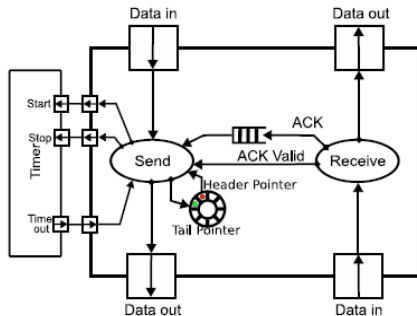 Data in
Data out
Start
ACK
Stop
ACK Valid
Send
Receive
Timer
Header Pointer
Time
out
Tail Pointer
Data out
Data in